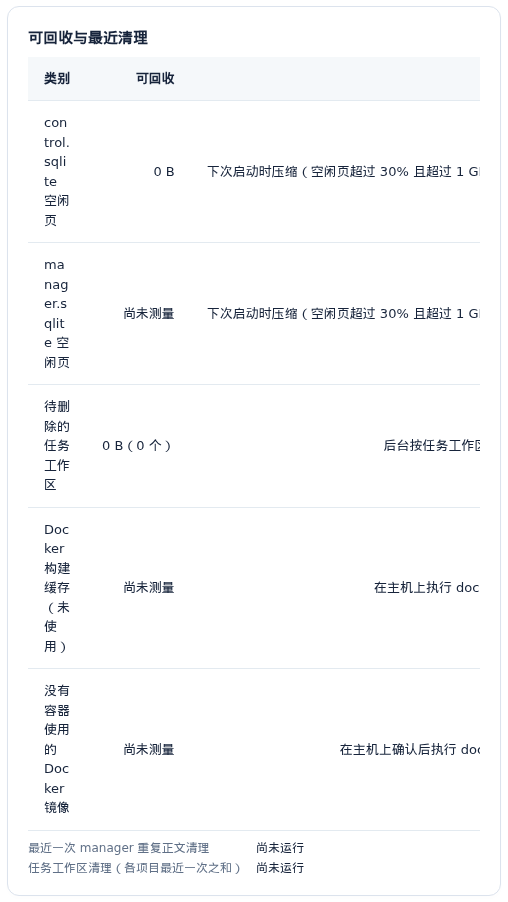 可回收与最近清理
类别 可回收
con
trol.
sqli
te
空闲
页
0 B
下次启动时压缩（空闲页超过 30% 且超过 1 G
ma
nag
er.s
qlit
e 空
闲页
尚未测量
下次启动时压缩（空闲页超过 30% 且超过 1 G
待删
除的
任务
工作
区
0 B（0 个）
后台按任务工作
Doc
ker
构建
缓存
（未
使
用）
尚未测量
在主机上执行 doc
没有
容器
使用
的
Doc
ker
镜像
尚未测量
在主机上确认后执行 doc
最近一次 manager 重复正文清理 尚未运行
任务工作区清理（各项目最近一次之和） 尚未运行